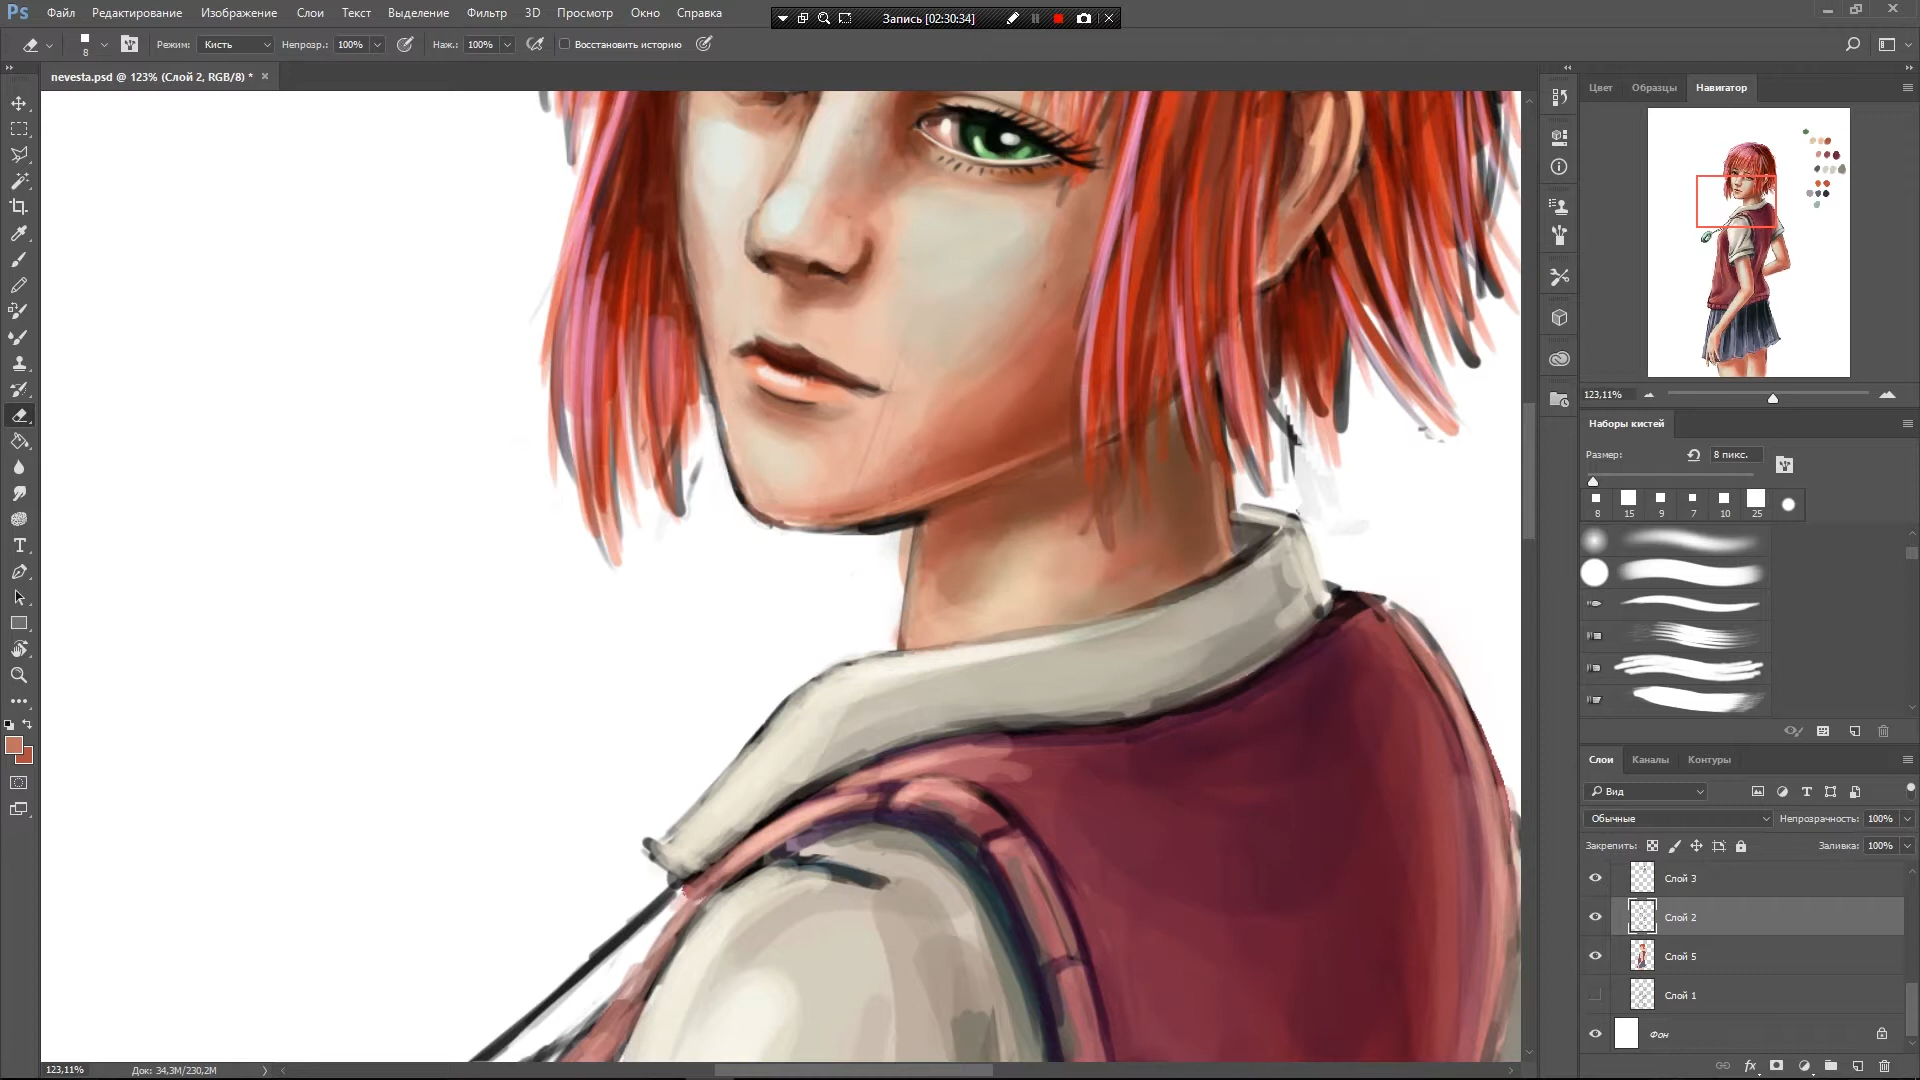 Ps Файл Редактирование Изображение Слои Текст Выделение Фильтр 3D Просмотр Окно Справка
Запись [02:30:34]
8 Режим: Кисть Непрозр.: 100% Наж.: 100% Восстановить историю
nevesta.psd @ 123% (Слой 2, RGB/8) * ×
Цвет Образцы Навигатор
123,11%
Наборы кистей
Размер: 8 пикс.
8 15 9 7 10 25
Слои Каналы Контуры
Вид
Обычные Непрозрачность: 100%
Закрепить: Заливка: 100%
Слой 3
Слой 2
Слой 5
Слой 1
Фон
123,11% Док: 34,3M/230,2M